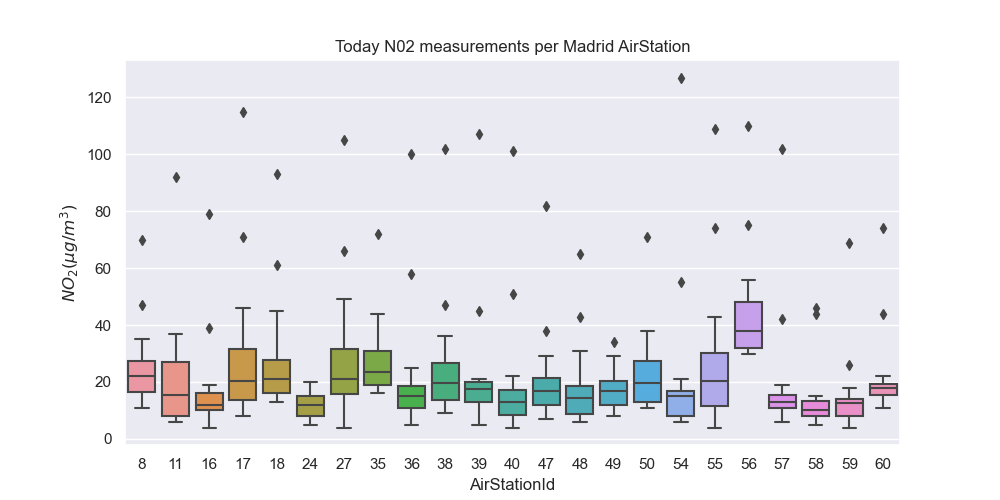 Today N02 measurements per Madrid AirStation
120
100
80
60
40
20
0
NO₂(μg/m³)
8 11 16 17 18 24 27 35 36 38 39 40 47 48 49 50 54 55 56 57 58 59 60
AirStationId